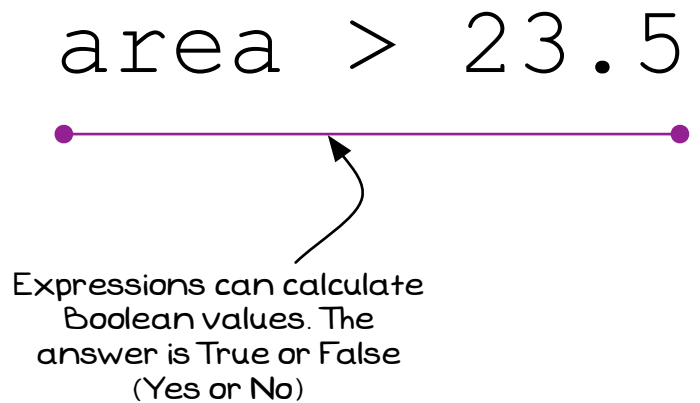 area > 23.5
Expressions can calculate
Boolean values. The
answer is True or False
(Yes or No)